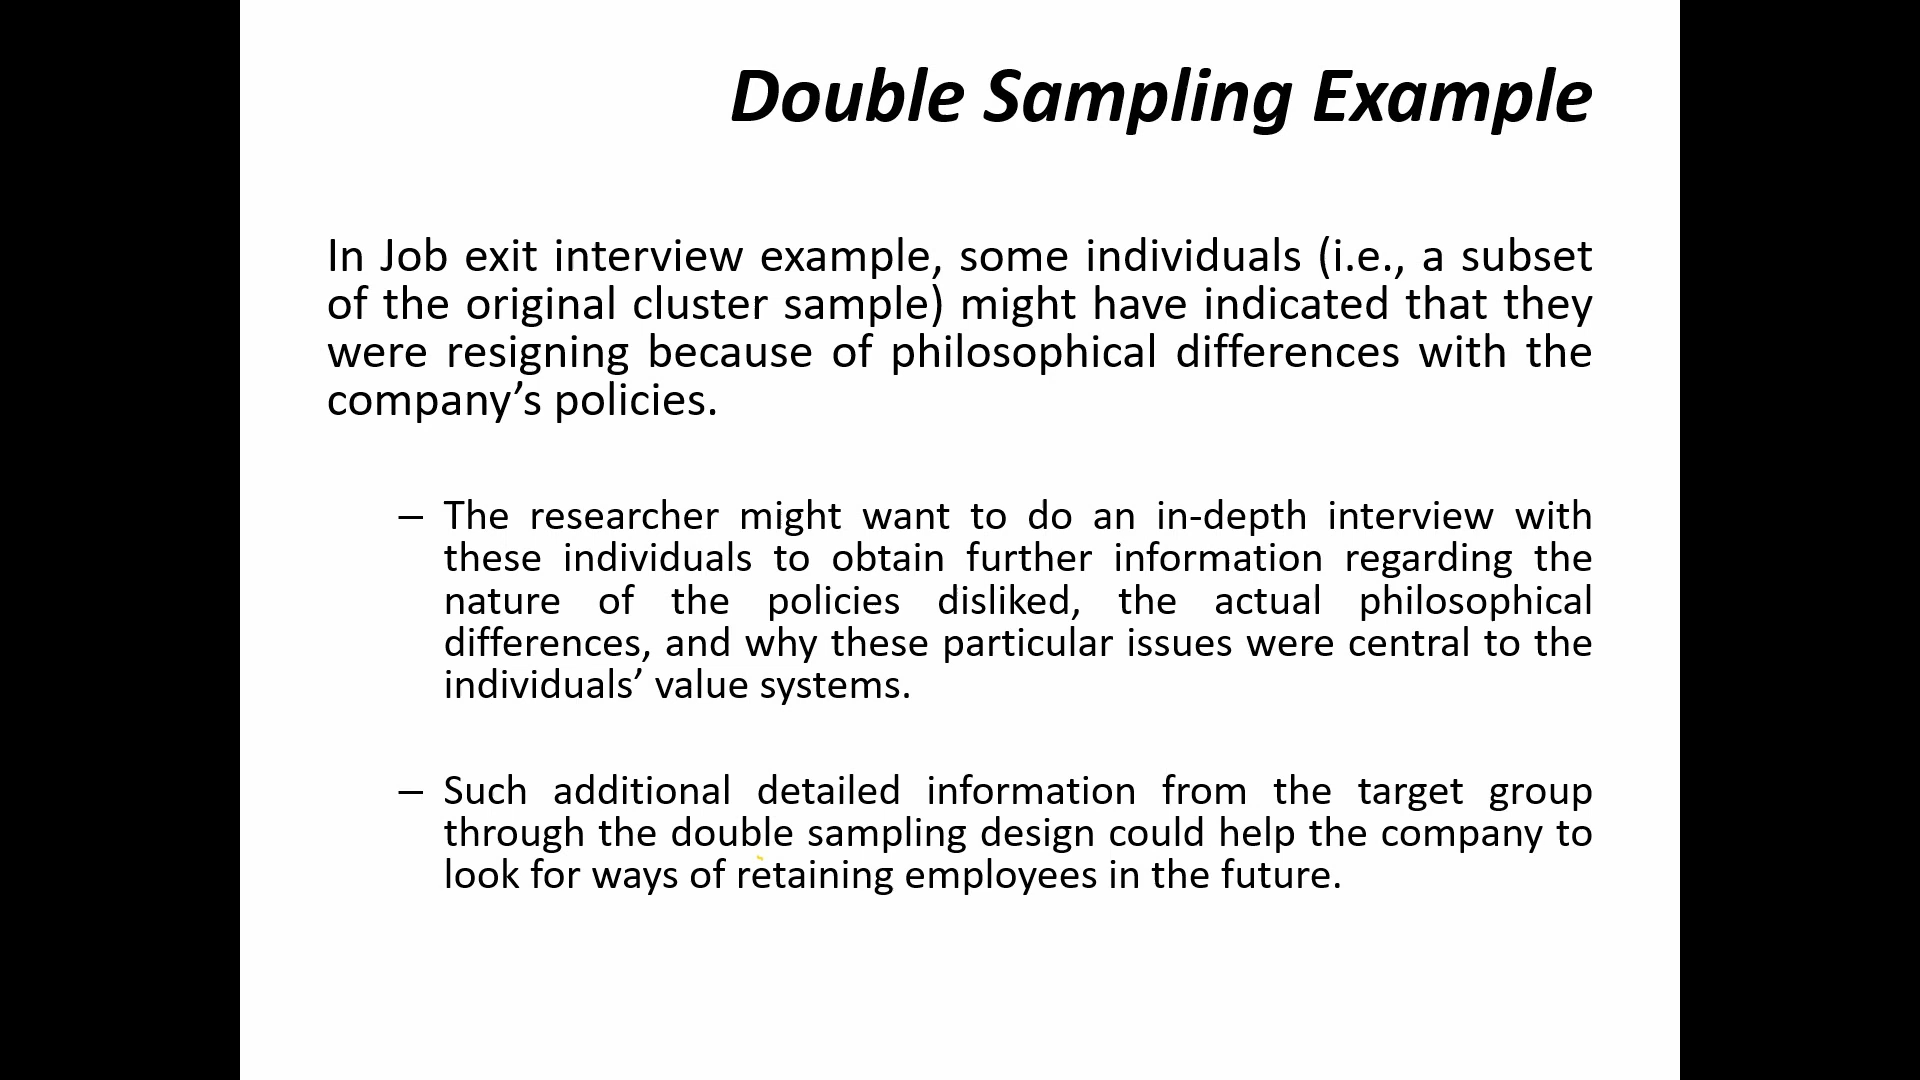 Double Sampling Example
In Job exit interview example, some individuals (i.e., a subset
of the original cluster sample) might have indicated that they
were resigning because of philosophical differences with the
company’s policies.
– The researcher might want to do an in-depth interview with
these individuals to obtain further information regarding the
nature of the policies disliked, the actual philosophical
differences, and why these particular issues were central to the
individuals’ value systems.
– Such additional detailed information from the target group
through the double sampling design could help the company to
look for ways of retaining employees in the future.